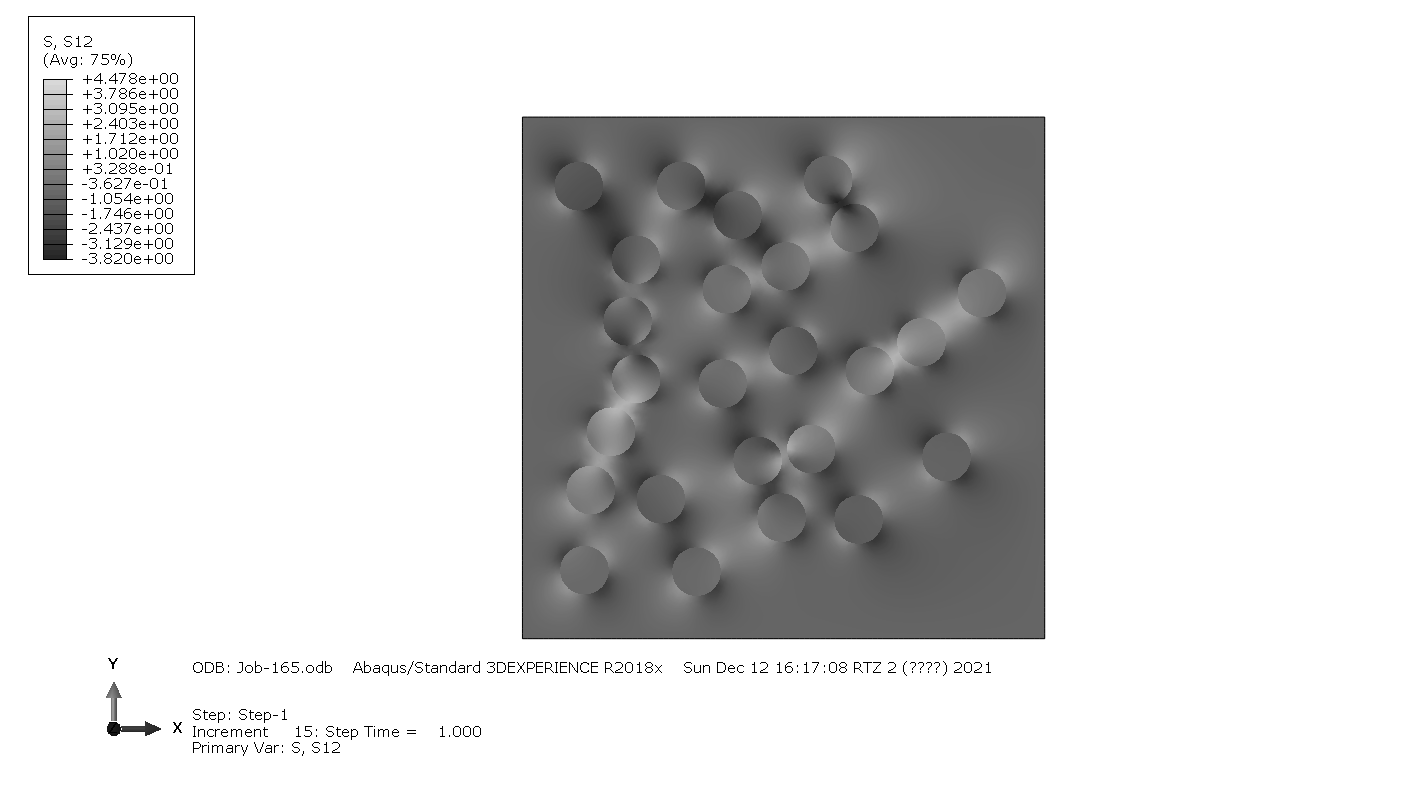 S, S12
(Avg: 75%)
+4.478e+00
+3.786e+00
+3.095e+00
+2.403e+00
+1.712e+00
+1.020e+00
+3.288e-01
-3.627e-01
-1.054e+00
-1.746e+00
-2.437e+00
-3.129e+00
-3.820e+00
Y
X
ODB: Job-165.odb    Abaqus/Standard 3DEXPERIENCE R2018x    Sun Dec 12 16:17:08 RTZ 2 (????) 2021
Step: Step-1
Increment    15: Step Time =    1.000
Primary Var: S, S12